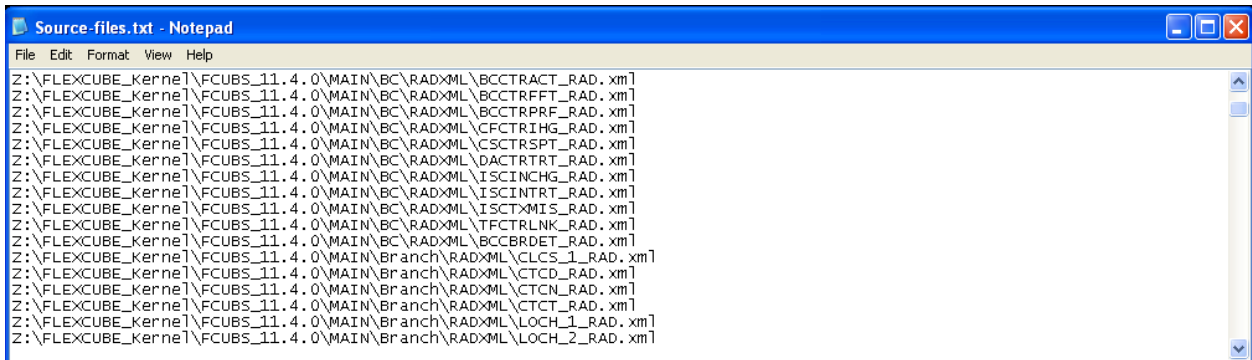 Source-files.txt - Notepad
File Edit Format View Help
Z:\FLEXCUBE_Kernel\FCUBS_11.4.0\MAIN\BC\RADXML\BCCTRACT_RAD.xml
Z:\FLEXCUBE_Kernel\FCUBS_11.4.0\MAIN\BC\RADXML\BCCTRFFT_RAD.xml
Z:\FLEXCUBE_Kernel\FCUBS_11.4.0\MAIN\BC\RADXML\BCCTRPRF_RAD.xml
Z:\FLEXCUBE_Kernel\FCUBS_11.4.0\MAIN\BC\RADXML\CFCTRIHG_RAD.xml
Z:\FLEXCUBE_Kernel\FCUBS_11.4.0\MAIN\BC\RADXML\CSCTRSPT_RAD.xml
Z:\FLEXCUBE_Kernel\FCUBS_11.4.0\MAIN\BC\RADXML\DACTRTRT_RAD.xml
Z:\FLEXCUBE_Kernel\FCUBS_11.4.0\MAIN\BC\RADXML\ISCINCHG_RAD.xml
Z:\FLEXCUBE_Kernel\FCUBS_11.4.0\MAIN\BC\RADXML\ISCINTRT_RAD.xml
Z:\FLEXCUBE_Kernel\FCUBS_11.4.0\MAIN\BC\RADXML\ISCTXMIS_RAD.xml
Z:\FLEXCUBE_Kernel\FCUBS_11.4.0\MAIN\BC\RADXML\TFCTRLNK_RAD.xml
Z:\FLEXCUBE_Kernel\FCUBS_11.4.0\MAIN\BC\RADXML\BCCBRDET_RAD.xml
Z:\FLEXCUBE_Kernel\FCUBS_11.4.0\MAIN\Branch\RADXML\CLCS_1_RAD.xml
Z:\FLEXCUBE_Kernel\FCUBS_11.4.0\MAIN\Branch\RADXML\CTCD_RAD.xml
Z:\FLEXCUBE_Kernel\FCUBS_11.4.0\MAIN\Branch\RADXML\CTCN_RAD.xml
Z:\FLEXCUBE_Kernel\FCUBS_11.4.0\MAIN\Branch\RADXML\CTCT_RAD.xml
Z:\FLEXCUBE_Kernel\FCUBS_11.4.0\MAIN\Branch\RADXML\LOCH_1_RAD.xml
Z:\FLEXCUBE_Kernel\FCUBS_11.4.0\MAIN\Branch\RADXML\LOCH_2_RAD.xml